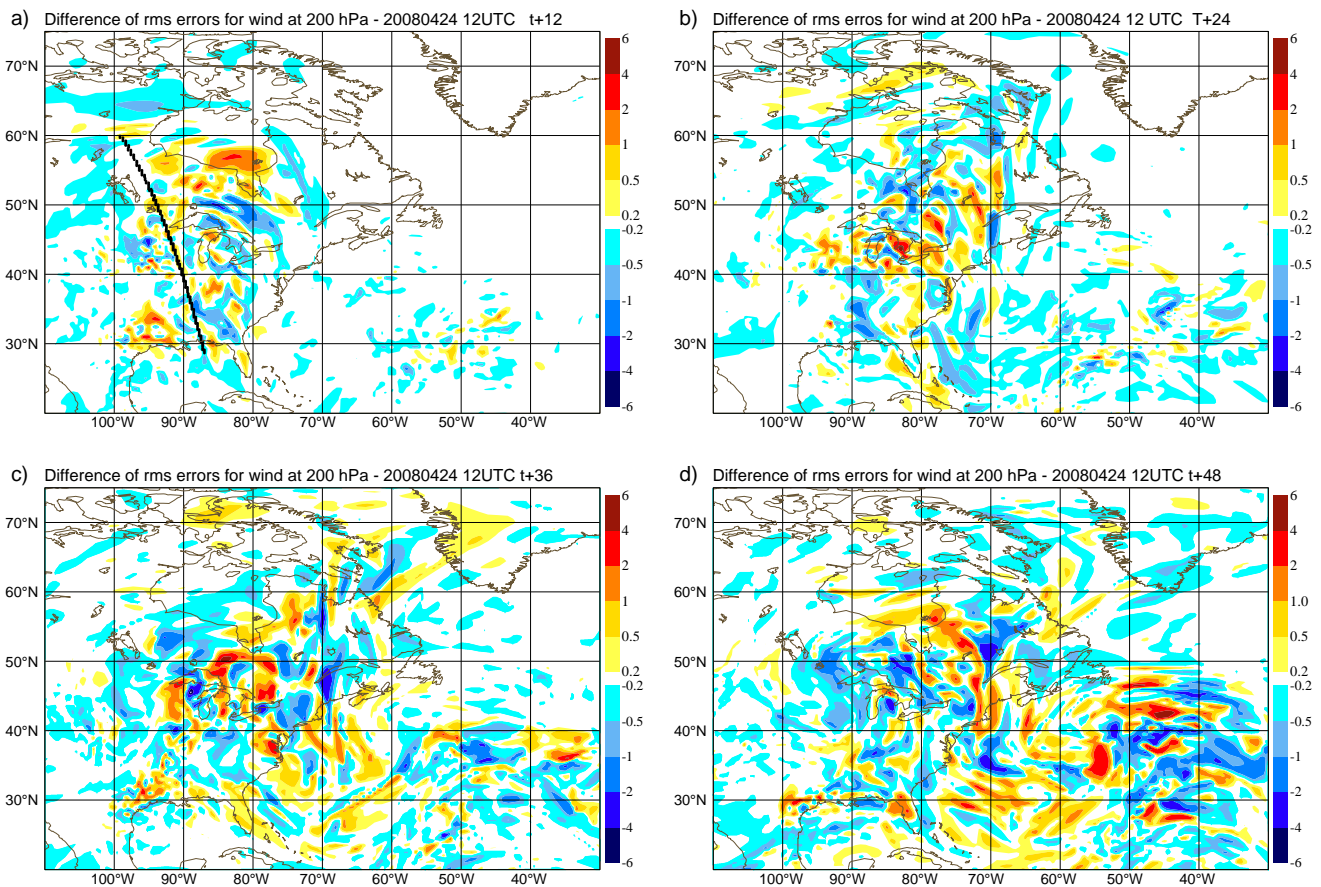 a) Difference of rms errors for wind at 200 hPa - 20080424 12UTC t+12
70°N
60°N
50°N
40°N
30°N
100°W 90°W 80°W 70°W 60°W 50°W 40°W
6
4
2
1
0.5
0.2
-0.2
-0.5
-1
-2
-4
-6
b) Difference of rms erros for wind at 200 hPa - 20080424 12 UTC T+24
70°N
60°N
50°N
40°N
30°N
100°W 90°W 80°W 70°W 60°W 50°W 40°W
6
4
2
1
0.5
0.2
-0.2
-0.5
-1
-2
-4
-6
c) Difference of rms errors for wind at 200 hPa - 20080424 12UTC t+36
70°N
60°N
50°N
40°N
30°N
100°W 90°W 80°W 70°W 60°W 50°W 40°W
6
4
2
1
0.5
0.2
-0.2
-0.5
-1
-2
-4
-6
d) Difference of rms errors for wind at 200 hPa - 20080424 12UTC t+48
70°N
60°N
50°N
40°N
30°N
100°W 90°W 80°W 70°W 60°W 50°W 40°W
6
4
2
1.0
0.5
0.2
-0.2
-0.5
-1
-2
-4
-6